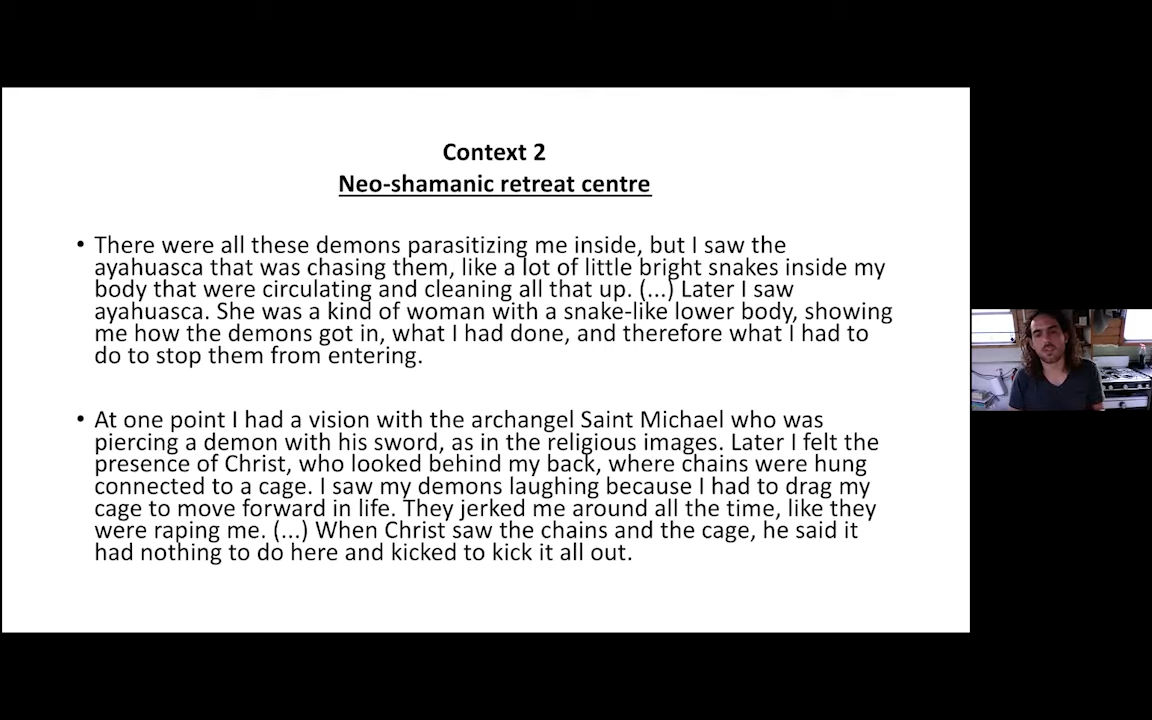 Context 2
Neo-shamanic retreat centre
• There were all these demons parasitizing me inside, but I saw the
ayahuasca that was chasing them, like a lot of little bright snakes inside my
body that were circulating and cleaning all that up. (...) Later I saw
ayahuasca. She was a kind of woman with a snake-like lower body, showing
me how the demons got in, what I had done, and therefore what I had to
do to stop them from entering.
• At one point I had a vision with the archangel Saint Michael who was
piercing a demon with his sword, as in the religious images. Later I felt the
presence of Christ, who looked behind my back, where chains were hung
connected to a cage. I saw my demons laughing because I had to drag my
cage to move forward in life. They jerked me around all the time, like they
were raping me. (...) When Christ saw the chains and the cage, he said it
had nothing to do here and kicked to kick it all out.